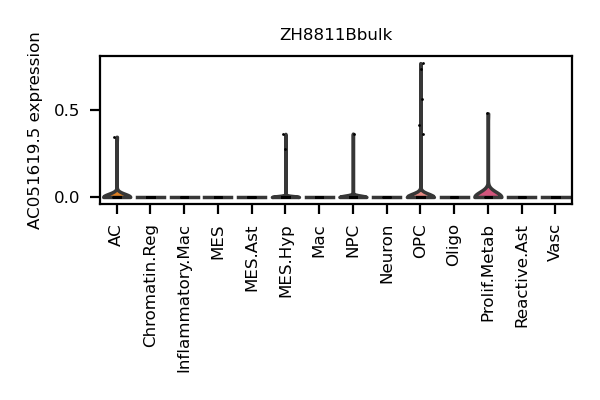 ZH8811Bbulk
AC051619.5 expression
0.5
0.0
AC
Chromatin.Reg
Inflammatory.Mac
MES
MES.Ast
MES.Hyp
Mac
NPC
Neuron
OPC
Oligo
Prolif.Metab
Reactive.Ast
Vasc